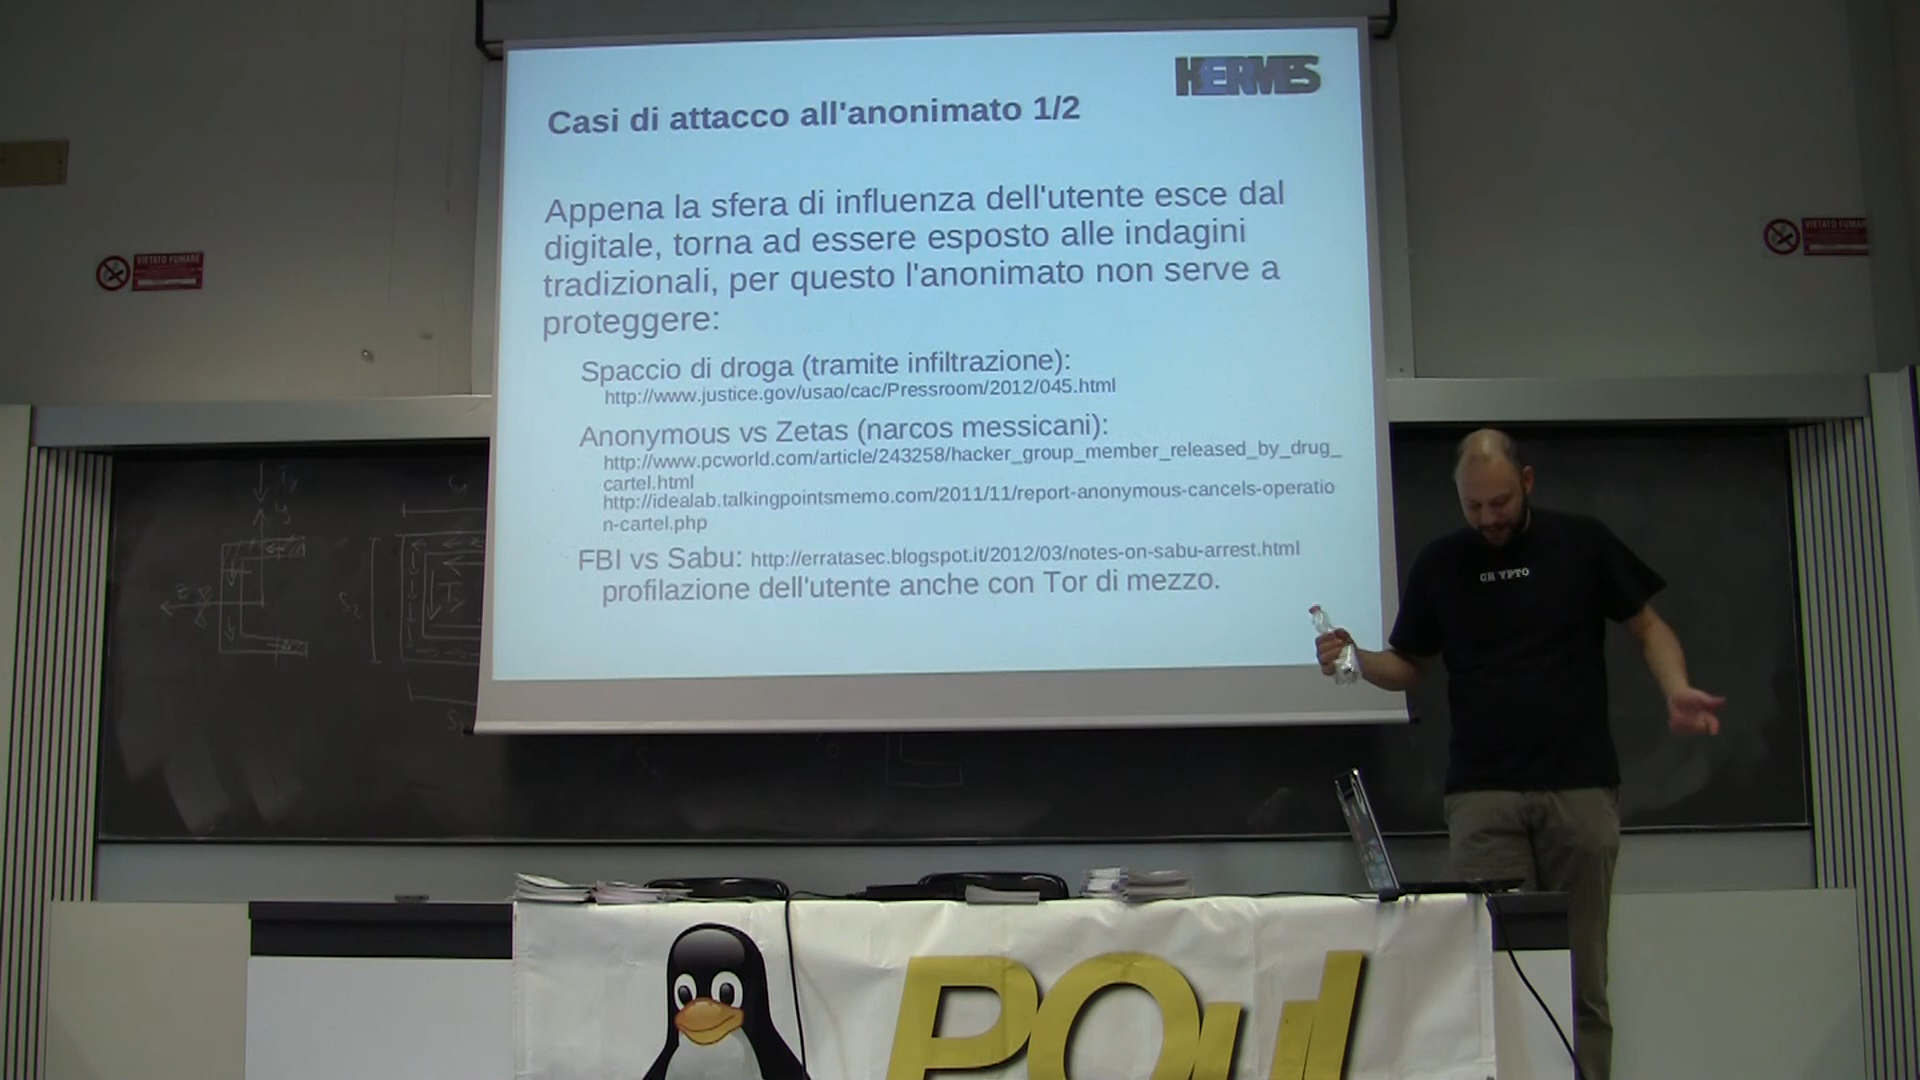 HERMES
Casi di attacco all'anonimato 1/2
Appena la sfera di influenza dell'utente esce dal
digitale, torna ad essere esposto alle indagini
tradizionali, per questo l'anonimato non serve a
proteggere:
Spaccio di droga (tramite infiltrazione):
http://www.justice.gov/usao/cac/Pressroom/2012/045.html
Anonymous vs Zetas (narcos messicani):
http://www.pcworld.com/article/243258/hacker_group_member_released_by_drug_
cartel.html
http://idealab.talkingpointsmemo.com/2011/11/report-anonymous-cancels-operatio
n-cartel.php
FBI vs Sabu: http://erratasec.blogspot.it/2012/03/notes-on-sabu-arrest.html
profilazione dell'utente anche con Tor di mezzo.
VIETATO FUMARE
VIETATO FUMARE
POul